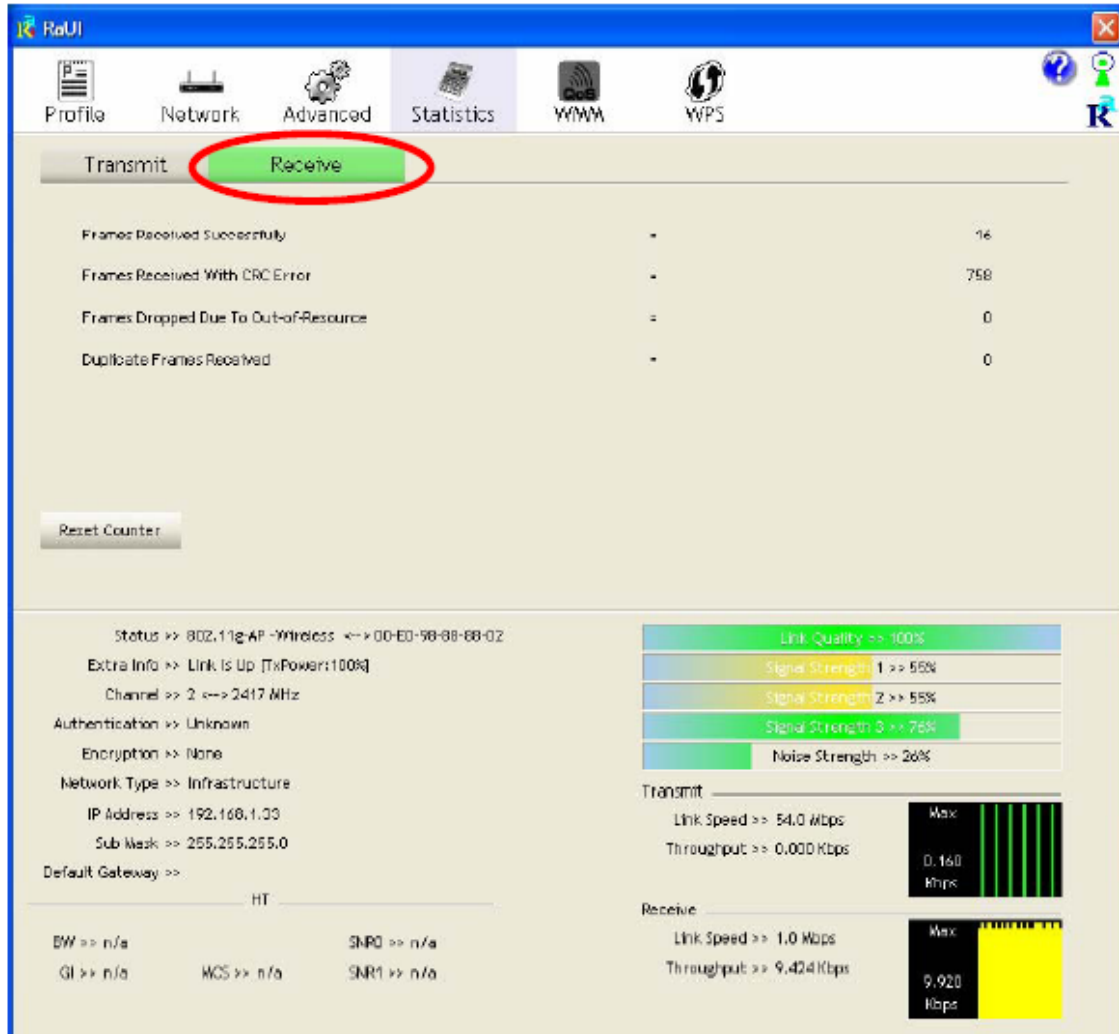 RaUI
Profile Network Advanced Statistics QoS WMM WPS
Transmit Receive
Frames Received Successfully = 16
Frames Received With CRC Error = 758
Frames Dropped Due To Out-of-Resource = 0
Duplicate Frames Received = 0
Reset Counter
Status >> 802.11g-AP-Wireless <--> 00-E0-98-88-88-02
Extra Info >> Link is Up [TxPower:100%]
Channel >> 2 <--> 2417 MHz
Authentication >> Unknown
Encryption >> None
Network Type >> Infrastructure
IP Address >> 192.168.1.33
Sub Mask >> 255.255.255.0
Default Gateway >>
HT
BW >> n/a SNR0 >> n/a
GI >> n/a MCS >> n/a SNR1 >> n/a
Link Quality >> 100%
Signal Strength 1 >> 55%
Signal Strength 2 >> 55%
Signal Strength 3 >> 76%
Noise Strength >> 26%
Transmit
Link Speed >> 54.0 Mbps
Throughput >> 0.000 Kbps
Max
0.160
Kbps
Receive
Link Speed >> 1.0 Mbps
Throughput >> 9.424 Kbps
Max
9.920
Kbps